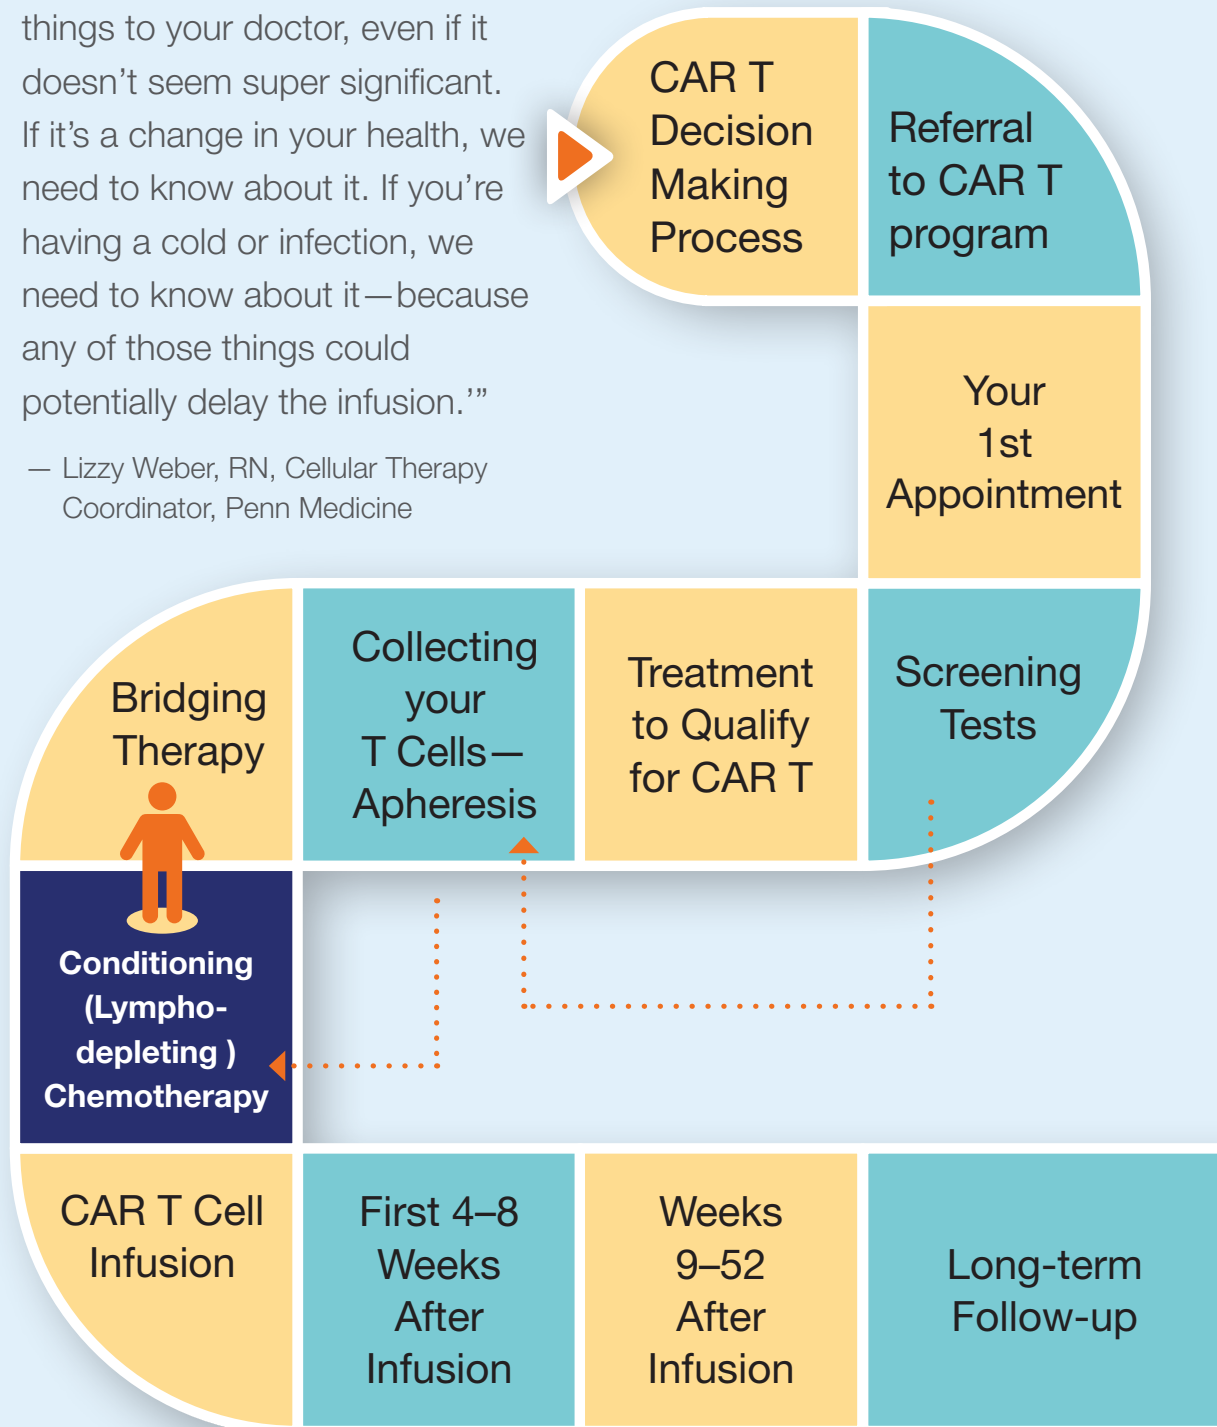 things to your doctor, even if it
doesn't seem super significant.
If it's a change in your health, we
need to know about it. If you're
having a cold or infection, we
need to know about it—because
any of those things could
potentially delay the infusion.'”
— Lizzy Weber, RN, Cellular Therapy
Coordinator, Penn Medicine
CAR T
Decision
Making
Process
Referral
to CAR T
program
Your
1st
Appointment
Screening
Tests
Treatment
to Qualify
for CAR T
Collecting
your
T Cells—
Apheresis
Bridging
Therapy
Conditioning
(Lympho-
depleting )
Chemotherapy
CAR T Cell
Infusion
First 4–8
Weeks
After
Infusion
Weeks
9–52
After
Infusion
Long-term
Follow-up